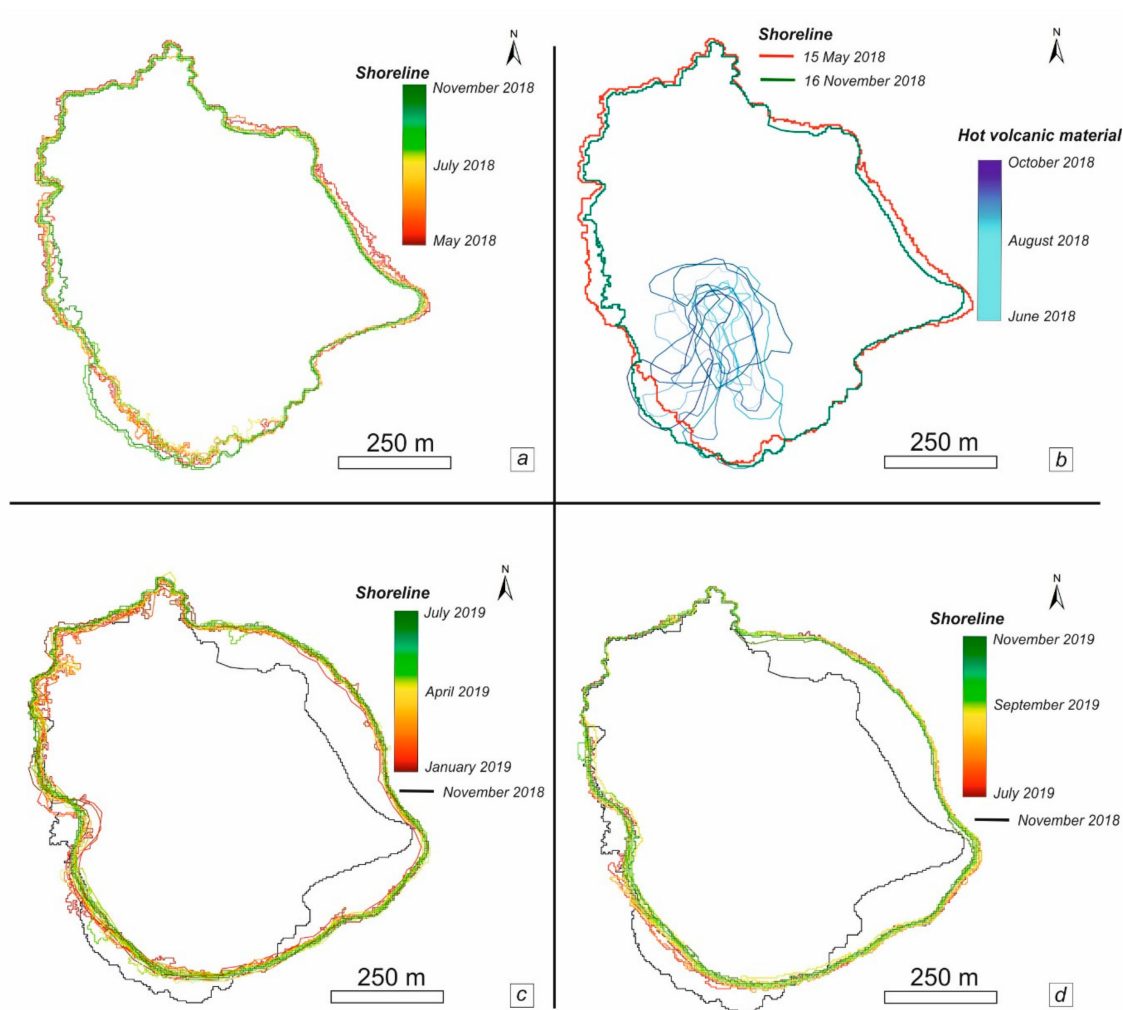 N
Shoreline
November 2018
July 2018
May 2018
250 m
a
Shoreline
15 May 2018
16 November 2018
N
Hot volcanic material
October 2018
August 2018
June 2018
250 m
b
N
Shoreline
July 2019
April 2019
January 2019
November 2018
250 m
c
N
Shoreline
November 2019
September 2019
July 2019
November 2018
250 m
d